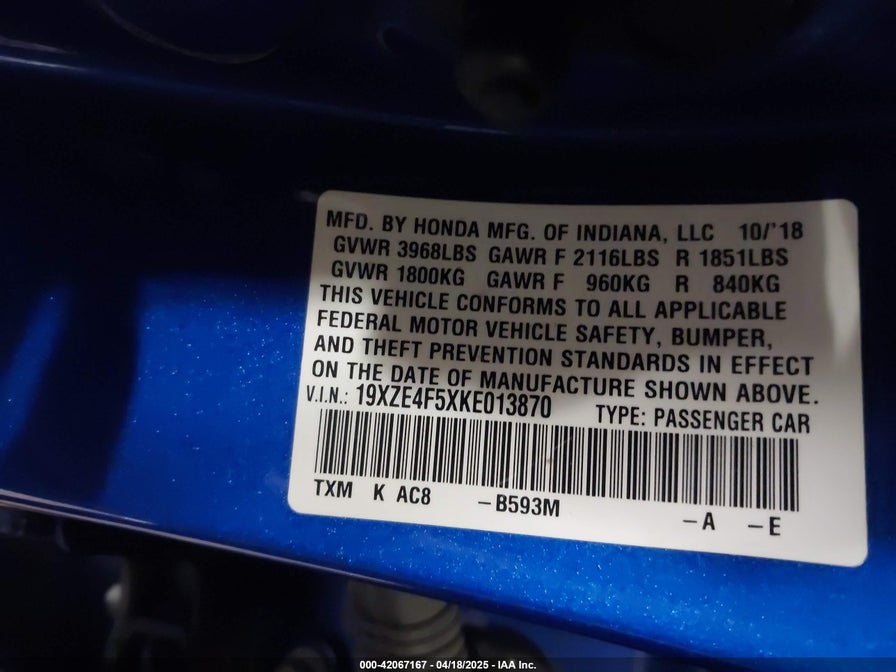 MFD. BY HONDA MFG. OF INDIANA, LLC 10/'18
GVWR 3968LBS GAWR F 2116LBS R 1851LBS
GVWR 1800KG GAWR F 960KG R 840KG
THIS VEHICLE CONFORMS TO ALL APPLICABLE
FEDERAL MOTOR VEHICLE SAFETY, BUMPER,
AND THEFT PREVENTION STANDARDS IN EFFECT
ON THE DATE OF MANUFACTURE SHOWN ABOVE.
V.I.N.: 19XZE4F5XKE013870 TYPE: PASSENGER CAR
TXM K AC8 –B593M –A –E
000-42067167 - 04/18/2025 - IAA Inc.